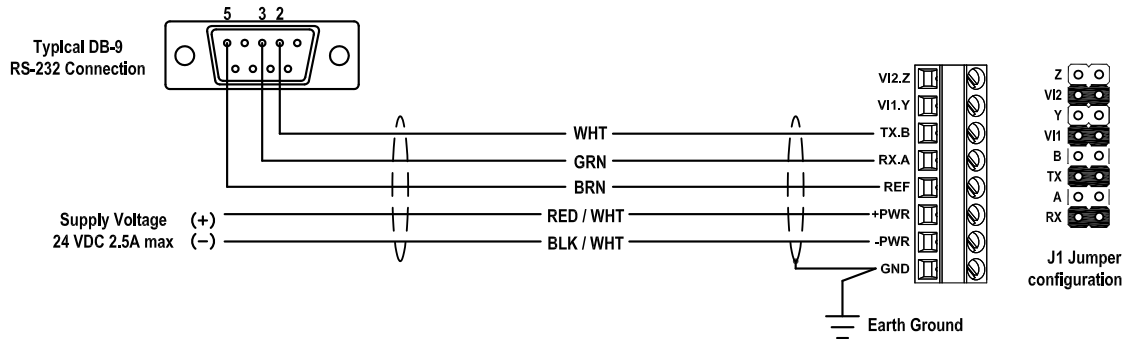 5 3 2
Typical DB-9
RS-232 Connection
WHT
GRN
BRN
Supply Voltage (+)
RED / WHT
24 VDC 2.5A max (−)
BLK / WHT
VI2.Z
VI1.Y
TX.B
RX.A
REF
+PWR
-PWR
GND
Earth Ground
Z
VI2
Y
VI1
B
TX
A
RX
J1 Jumper
configuration